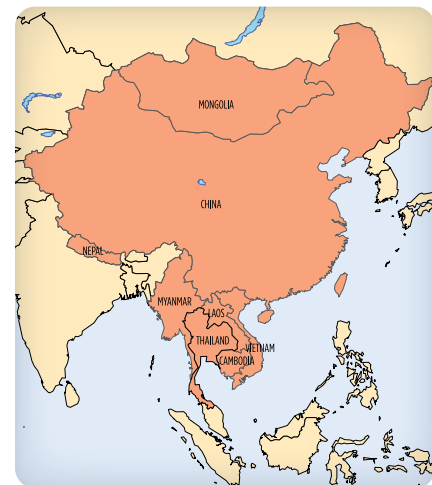 MONGOLIA
CHINA
NEPAL
MYANMAR
LAOS
THAILAND
VIETNAM
CAMBODIA